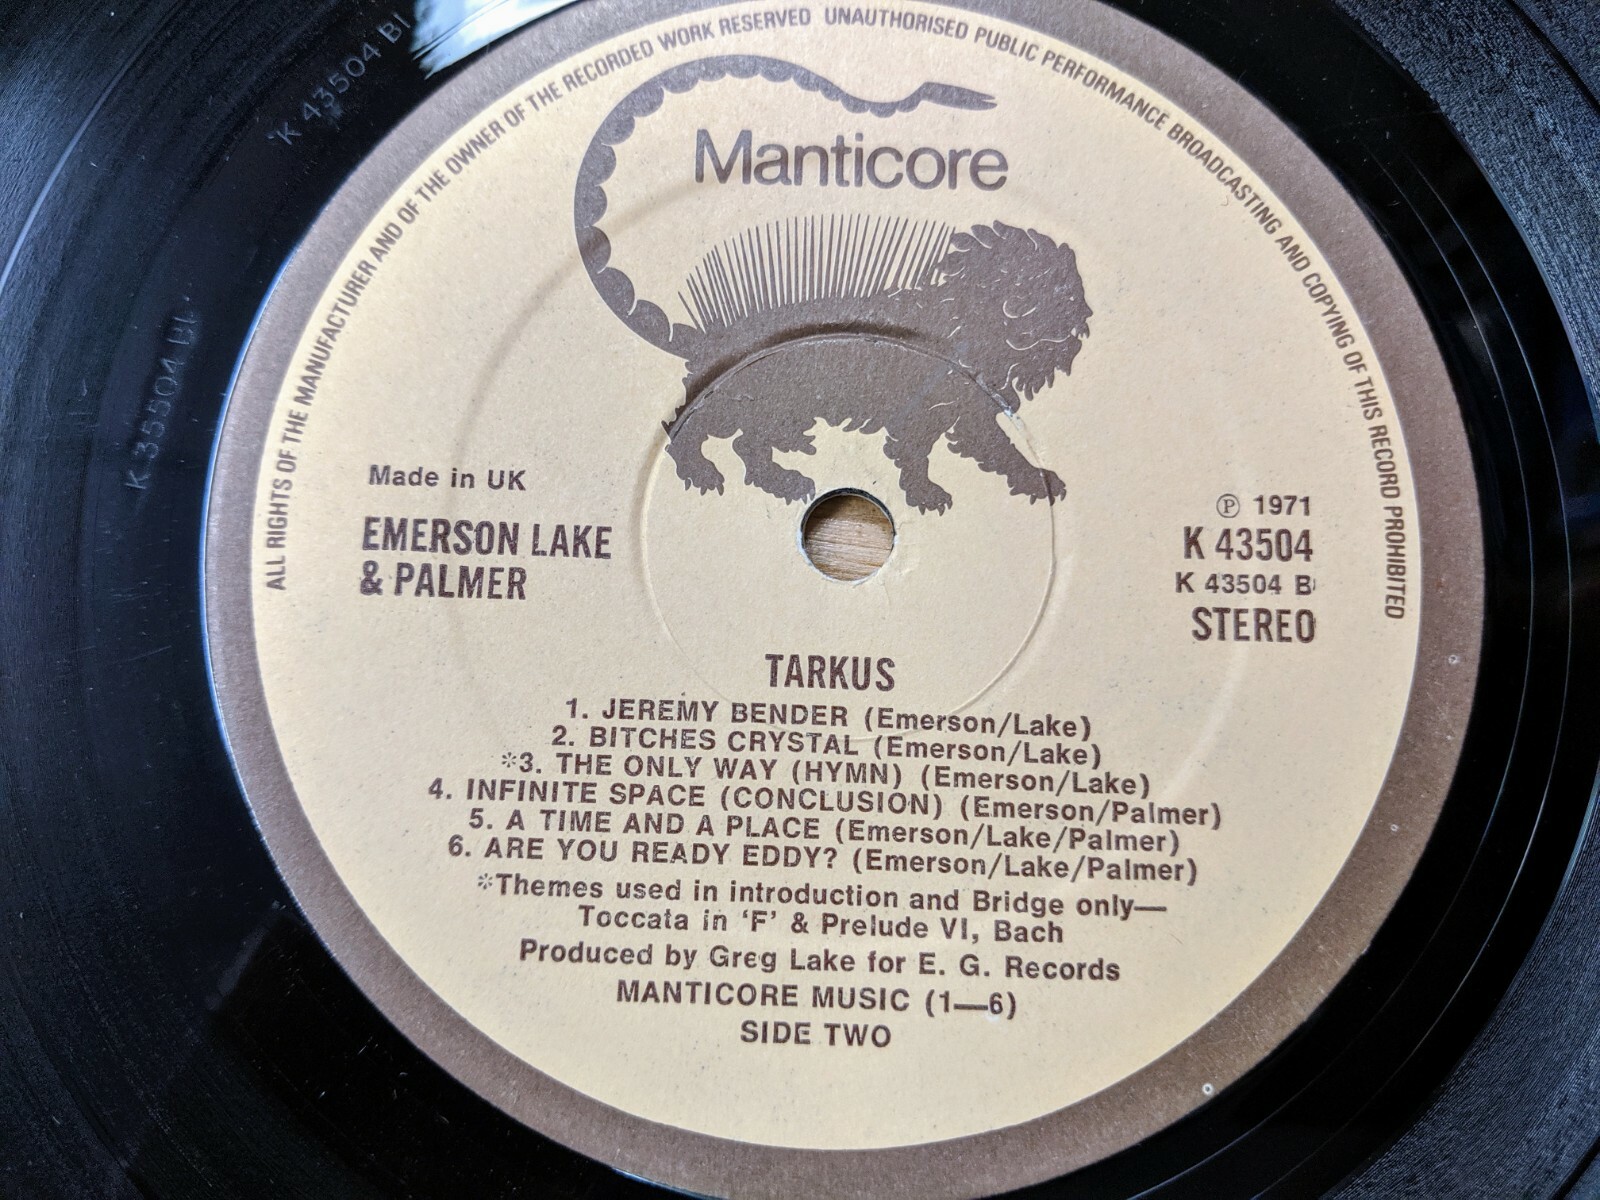 ALL RIGHTS OF THE MANUFACTURER AND OF THE OWNER OF THE RECORDED WORK RESERVED UNAUTHORISED PUBLIC PERFORMANCE BROADCASTING AND COPYING OF THIS RECORD PROHIBITED
K 43504 B1
K 35504 B1
Manticore
Made in UK
EMERSON LAKE
& PALMER
℗ 1971
K 43504
K 43504 B
STEREO
TARKUS
1. JEREMY BENDER (Emerson/Lake)
2. BITCHES CRYSTAL (Emerson/Lake)
*3. THE ONLY WAY (HYMN) (Emerson/Lake)
4. INFINITE SPACE (CONCLUSION) (Emerson/Palmer)
5. A TIME AND A PLACE (Emerson/Lake/Palmer)
6. ARE YOU READY EDDY? (Emerson/Lake/Palmer)
*Themes used in introduction and Bridge only—
Toccata in ‘F’ & Prelude VI, Bach
Produced by Greg Lake for E. G. Records
MANTICORE MUSIC (1—6)
SIDE TWO